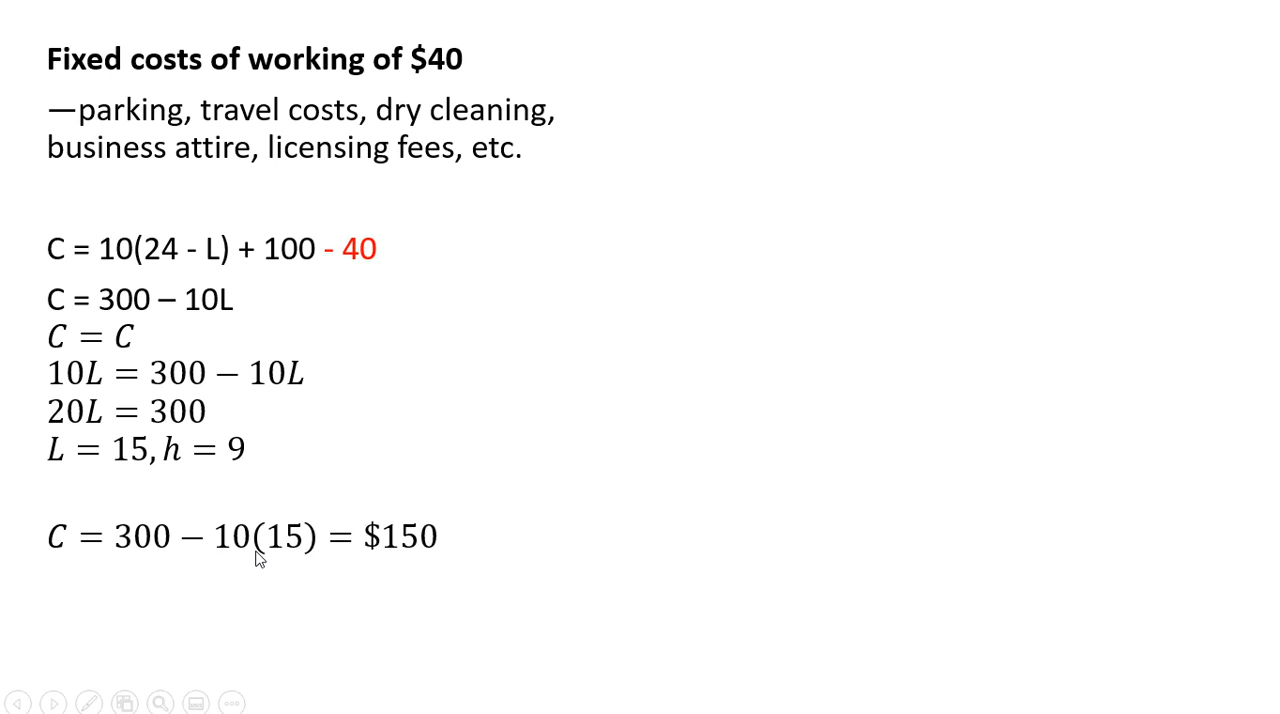 Fixed costs of working of $40
—parking, travel costs, dry cleaning,
business attire, licensing fees, etc.
C = 10(24 - L) + 100 - 40
C = 300 – 10L
𝐶 = 𝐶
10𝐿 = 300 − 10𝐿
20𝐿 = 300
𝐿 = 15, ℎ = 9
𝐶 = 300 − 10(15) = $150